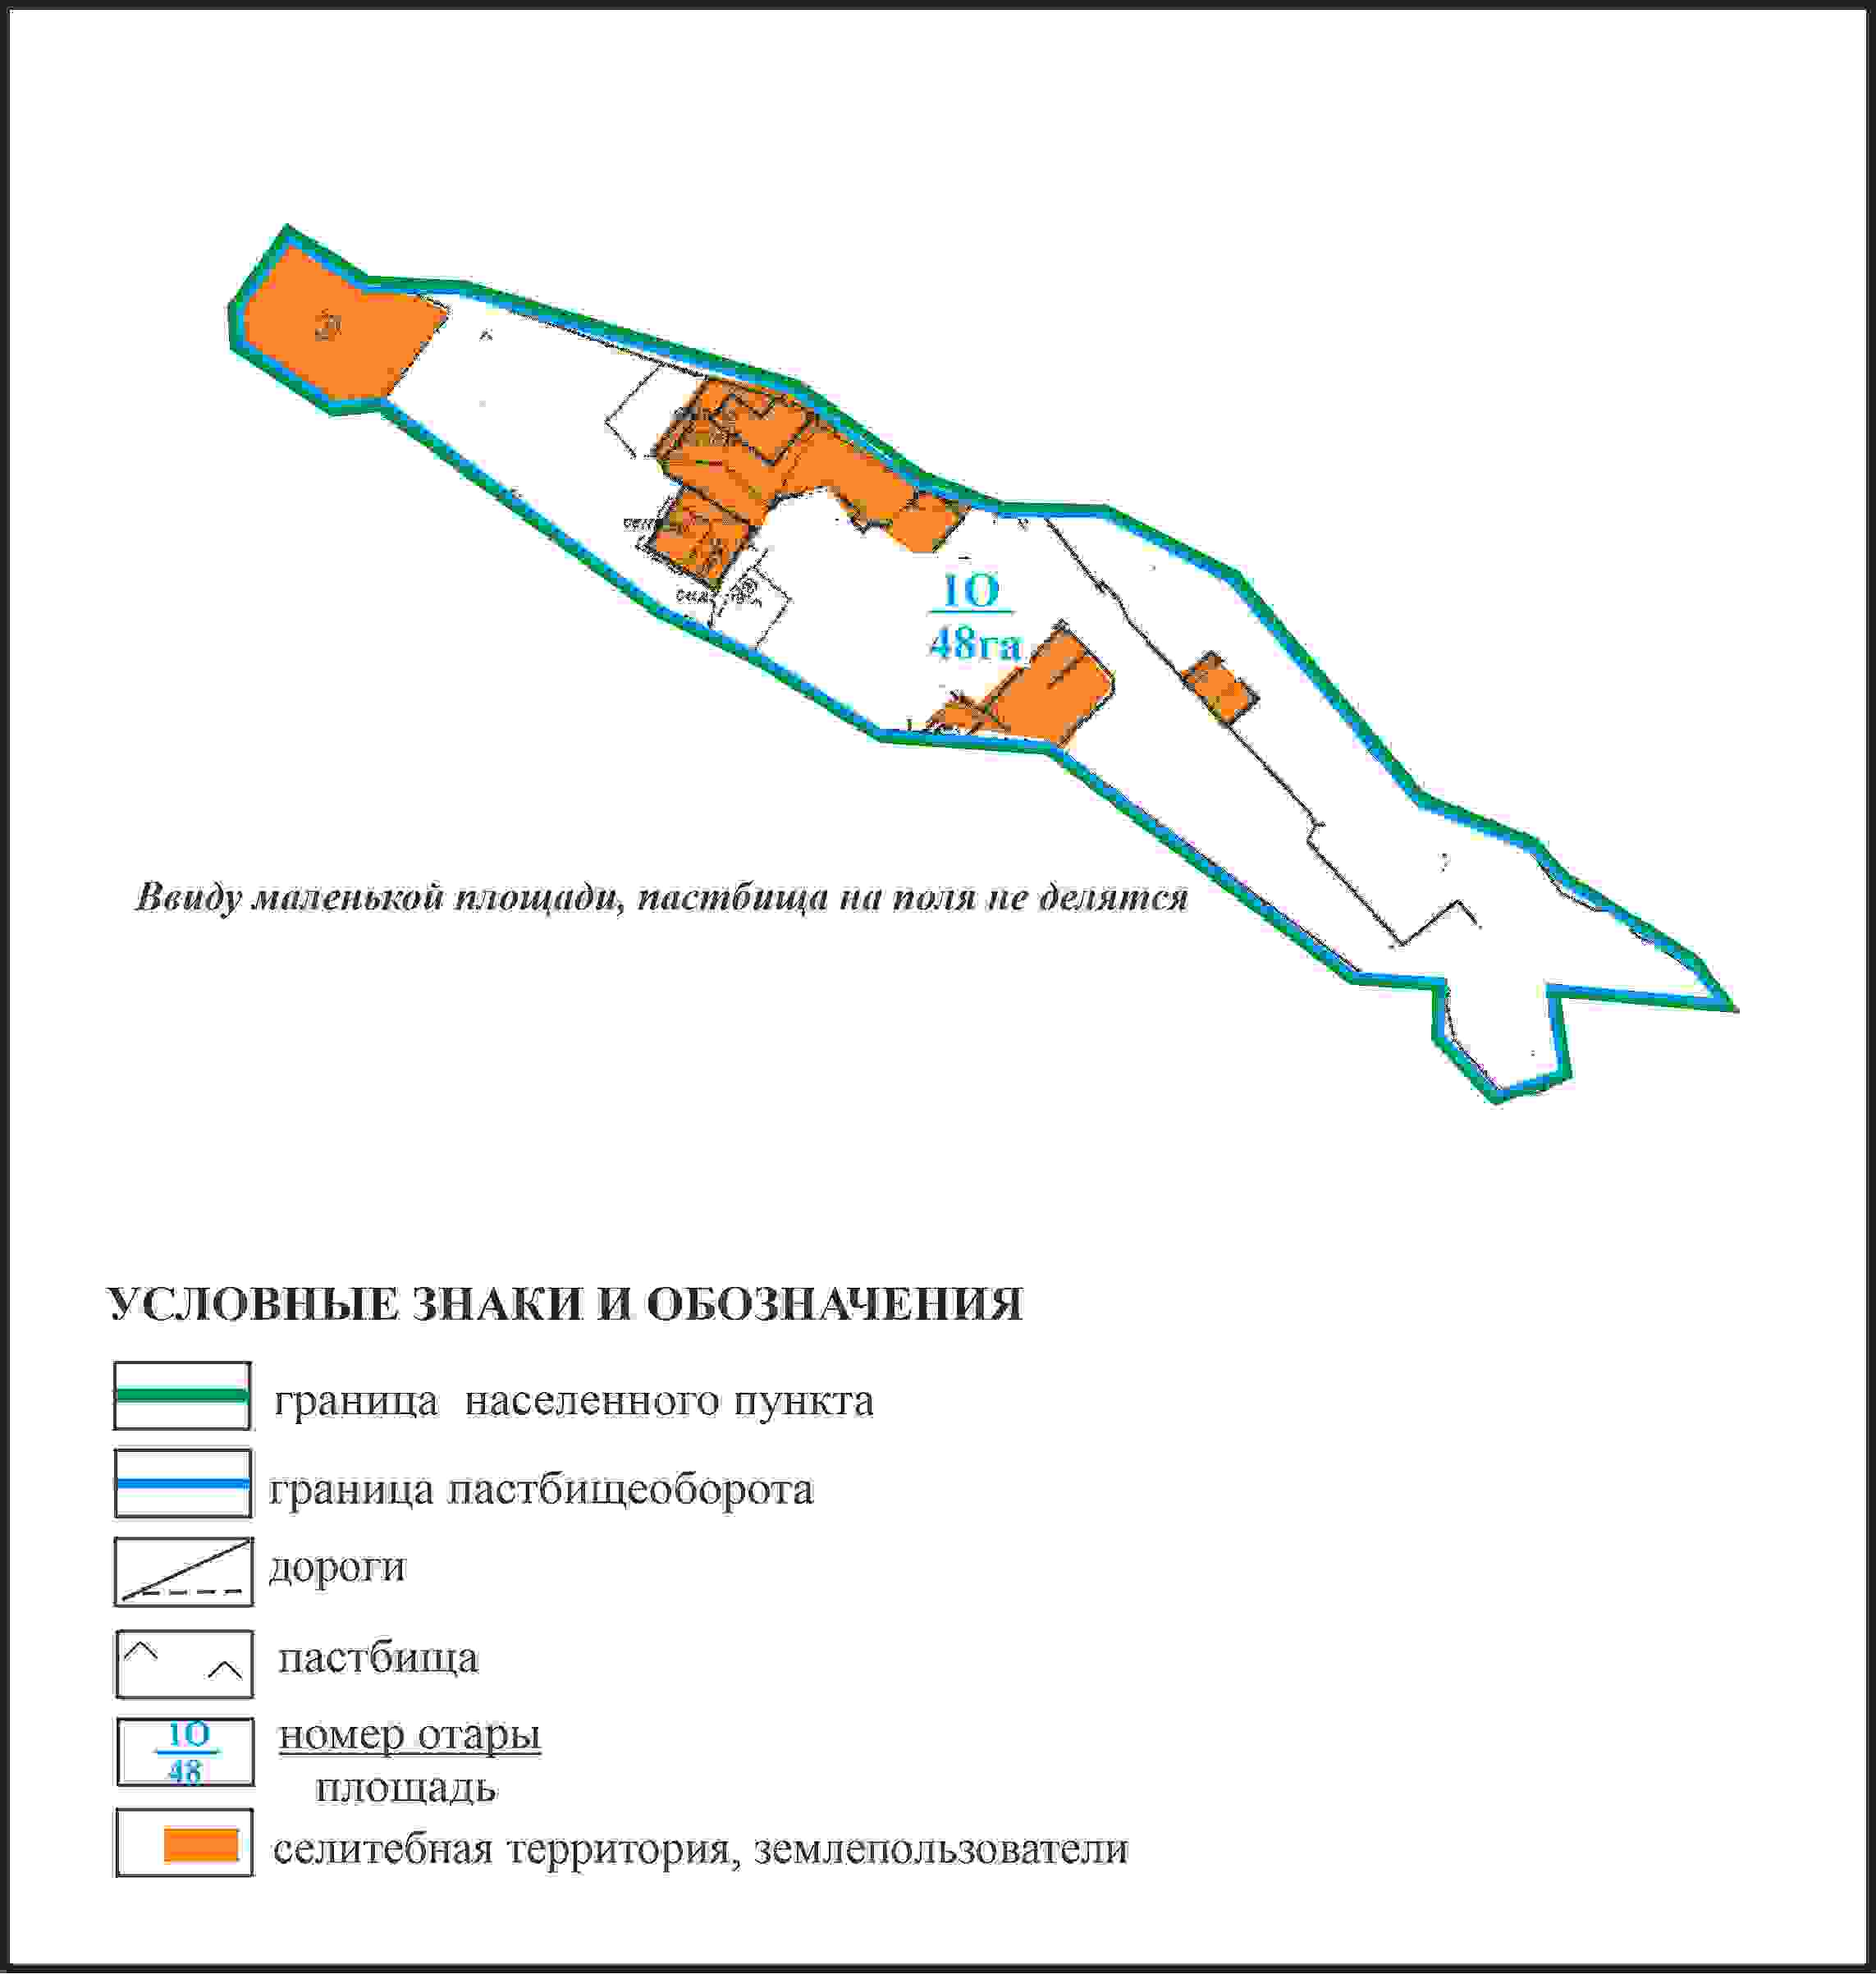 1О
48га
Ввиду маленькой площади, пастбища на поля не делятся
УСЛОВНЫЕ ЗНАКИ И ОБОЗНАЧЕНИЯ
граница населенного пункта
граница пастбищеоборота
дороги
пастбища
1О
48
номер отары
площадь
селитебная территория, землепользователи